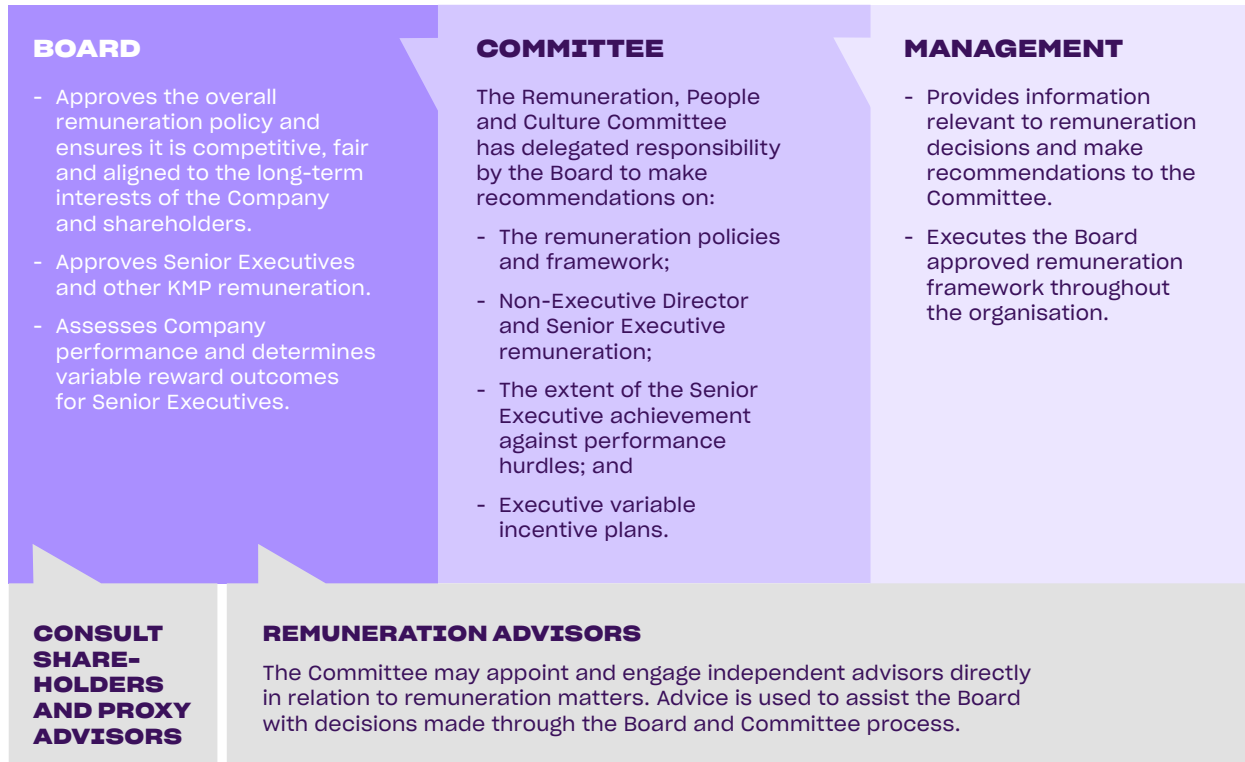 BOARD
- Approves the overall
remuneration policy and
ensures it is competitive, fair
and aligned to the long-term
interests of the Company
and shareholders.
- Approves Senior Executives
and other KMP remuneration.
- Assesses Company
performance and determines
variable reward outcomes
for Senior Executives.
COMMITTEE
The Remuneration, People
and Culture Committee
has delegated responsibility
by the Board to make
recommendations on:
- The remuneration policies
and framework;
- Non-Executive Director
and Senior Executive
remuneration;
- The extent of the Senior
Executive achievement
against performance
hurdles; and
- Executive variable
incentive plans.
MANAGEMENT
- Provides information
relevant to remuneration
decisions and make
recommendations to the
Committee.
- Executes the Board
approved remuneration
framework throughout
the organisation.
CONSULT
SHARE-
HOLDERS
AND PROXY
ADVISORS
REMUNERATION ADVISORS
The Committee may appoint and engage independent advisors directly
in relation to remuneration matters. Advice is used to assist the Board
with decisions made through the Board and Committee process.